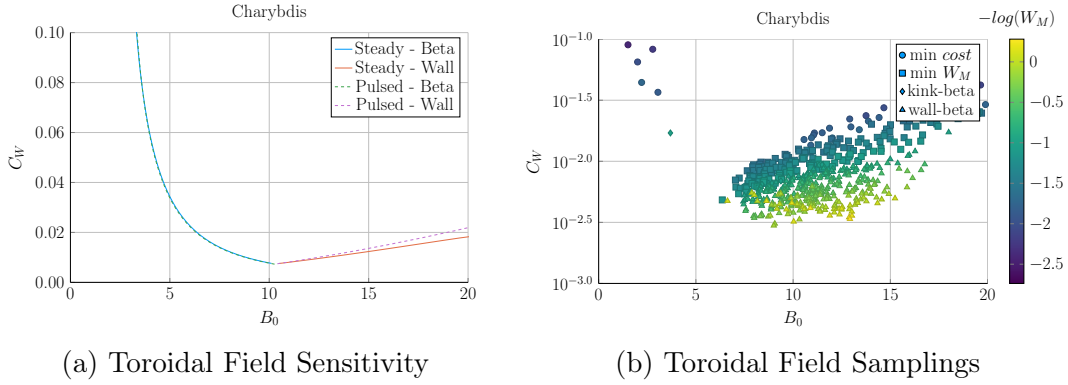 Charybdis
0.10
0.08
0.06
0.04
0.02
0.00
C_W
0 5 10 15 20
B_0
Steady - Beta
Steady - Wall
Pulsed - Beta
Pulsed - Wall
(a) Toroidal Field Sensitivity
Charybdis
-log(W_M)
10^{-1.0}
10^{-1.5}
10^{-2.0}
10^{-2.5}
10^{-3.0}
C_W
0 5 10 15 20
B_0
min cost
min W_M
kink-beta
wall-beta
0
-0.5
-1
-1.5
-2
-2.5
(b) Toroidal Field Samplings